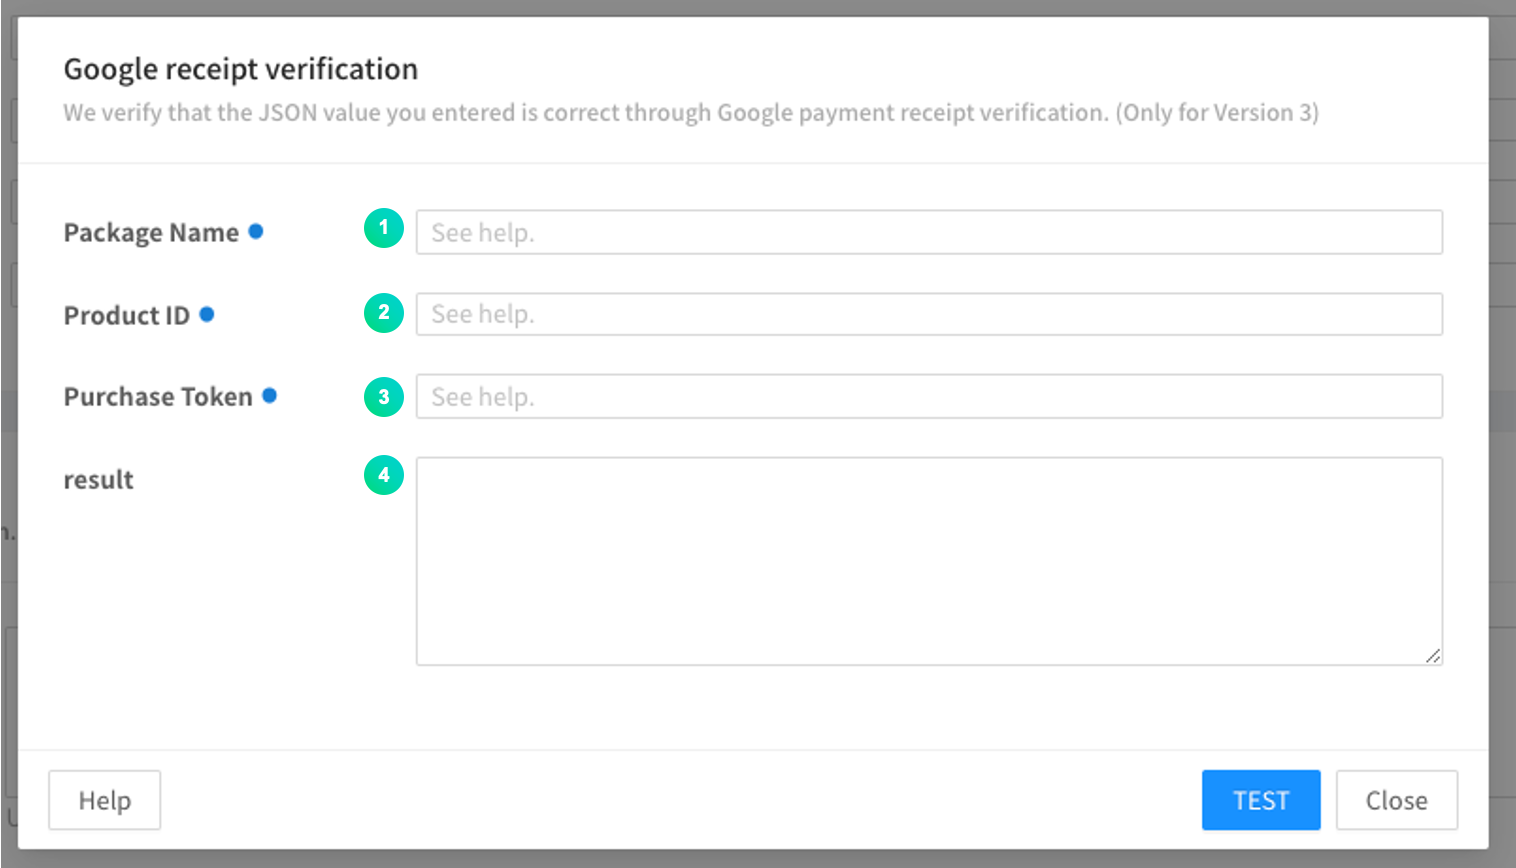 Google receipt verification
We verify that the JSON value you entered is correct through Google payment receipt verification. (Only for Version 3)
Package Name 1 See help.
Product ID 2 See help.
Purchase Token 3 See help.
result 4
n.
Help TEST Close